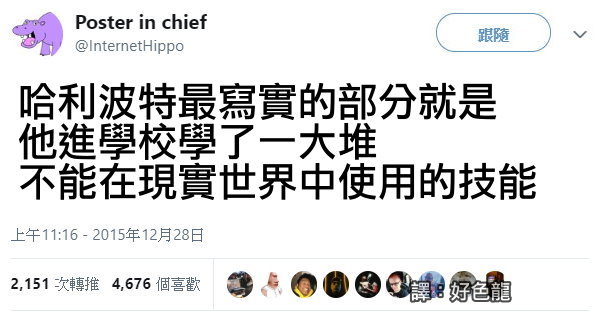 Poster in chief
@InternetHippo
跟隨
哈利波特最寫實的部分就是
他進學校學了一大堆
不能在現實世界中使用的技能
上午11:16 - 2015年12月28日
2,151 次轉推 4,676 個喜歡
譯：好色龍